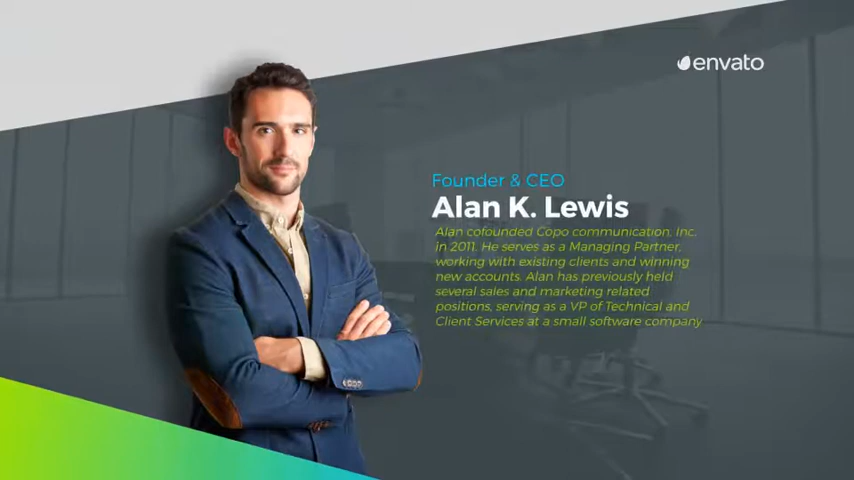 envato
Founder & CEO
Alan K. Lewis
Alan cofounded Copo communication, Inc.
in 2011. He serves as a Managing Partner,
working with existing clients and winning
new accounts. Alan has previously held
several sales and marketing related
positions, serving as a VP of Technical and
Client Services at a small software company